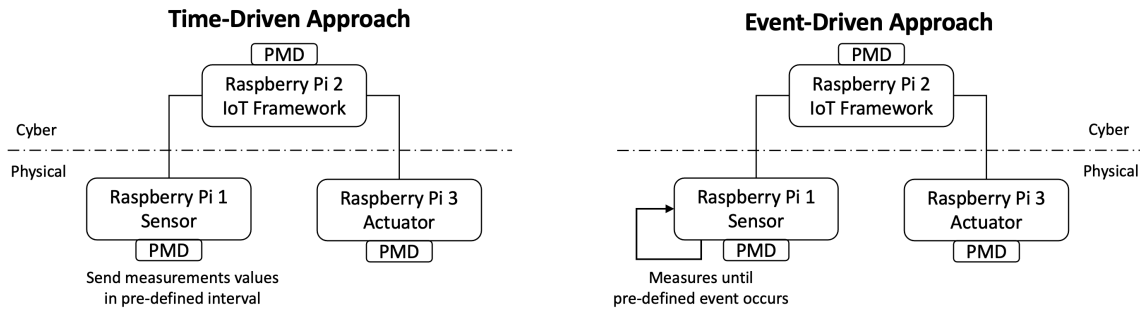 Time-Driven Approach
PMD
Raspberry Pi 2
IoT Framework
Cyber
Physical
Raspberry Pi 1
Sensor
PMD
Raspberry Pi 3
Actuator
PMD
Send measurements values
in pre-defined interval
Event-Driven Approach
PMD
Raspberry Pi 2
IoT Framework
Cyber
Physical
Raspberry Pi 1
Sensor
PMD
Raspberry Pi 3
Actuator
PMD
Measures until
pre-defined event occurs